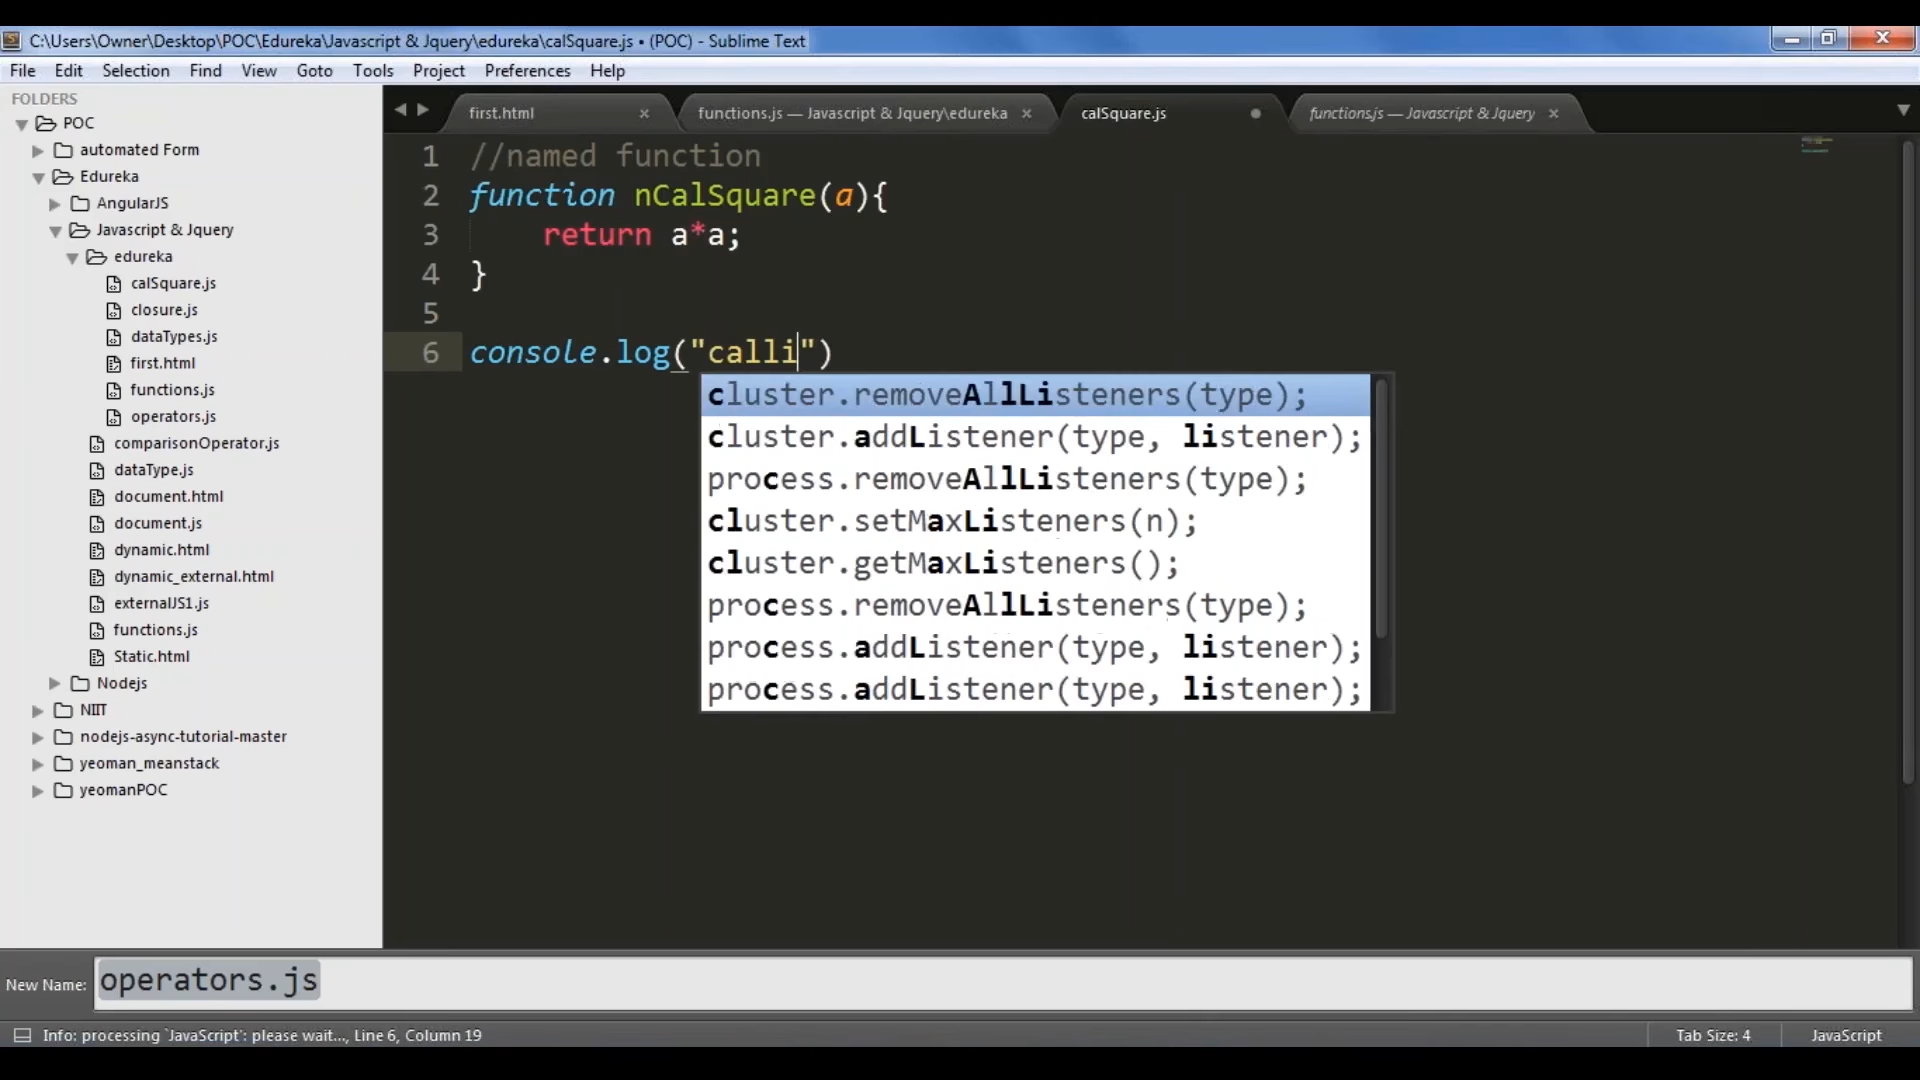 C:\Users\Owner\Desktop\POC\Edureka\Javascript & Jquery\edureka\calSquare.js • (POC) - Sublime Text
File Edit Selection Find View Goto Tools Project Preferences Help
FOLDERS
POC
automated Form
Edureka
AngularJS
Javascript & Jquery
edureka
calSquare.js
closure.js
dataTypes.js
first.html
functions.js
operators.js
comparisonOperator.js
dataType.js
document.html
document.js
dynamic.html
dynamic_external.html
externalJS1.js
functions.js
Static.html
Nodejs
NIIT
nodejs-async-tutorial-master
yeoman_meanstack
yeomanPOC
first.html functions.js — Javascript & Jquery\edureka calSquare.js functions.js — Javascript & Jquery
1 //named function
2 function nCalSquare(a){
3 return a*a;
4 }
5
6 console.log("calli")
cluster.removeAllListeners(type);
cluster.addListener(type, listener);
process.removeAllListeners(type);
cluster.setMaxListeners(n);
cluster.getMaxListeners();
process.removeAllListeners(type);
process.addListener(type, listener);
process.addListener(type, listener);
New Name: operators.js
Info: processing `JavaScript': please wait..., Line 6, Column 19 Tab Size: 4 JavaScript